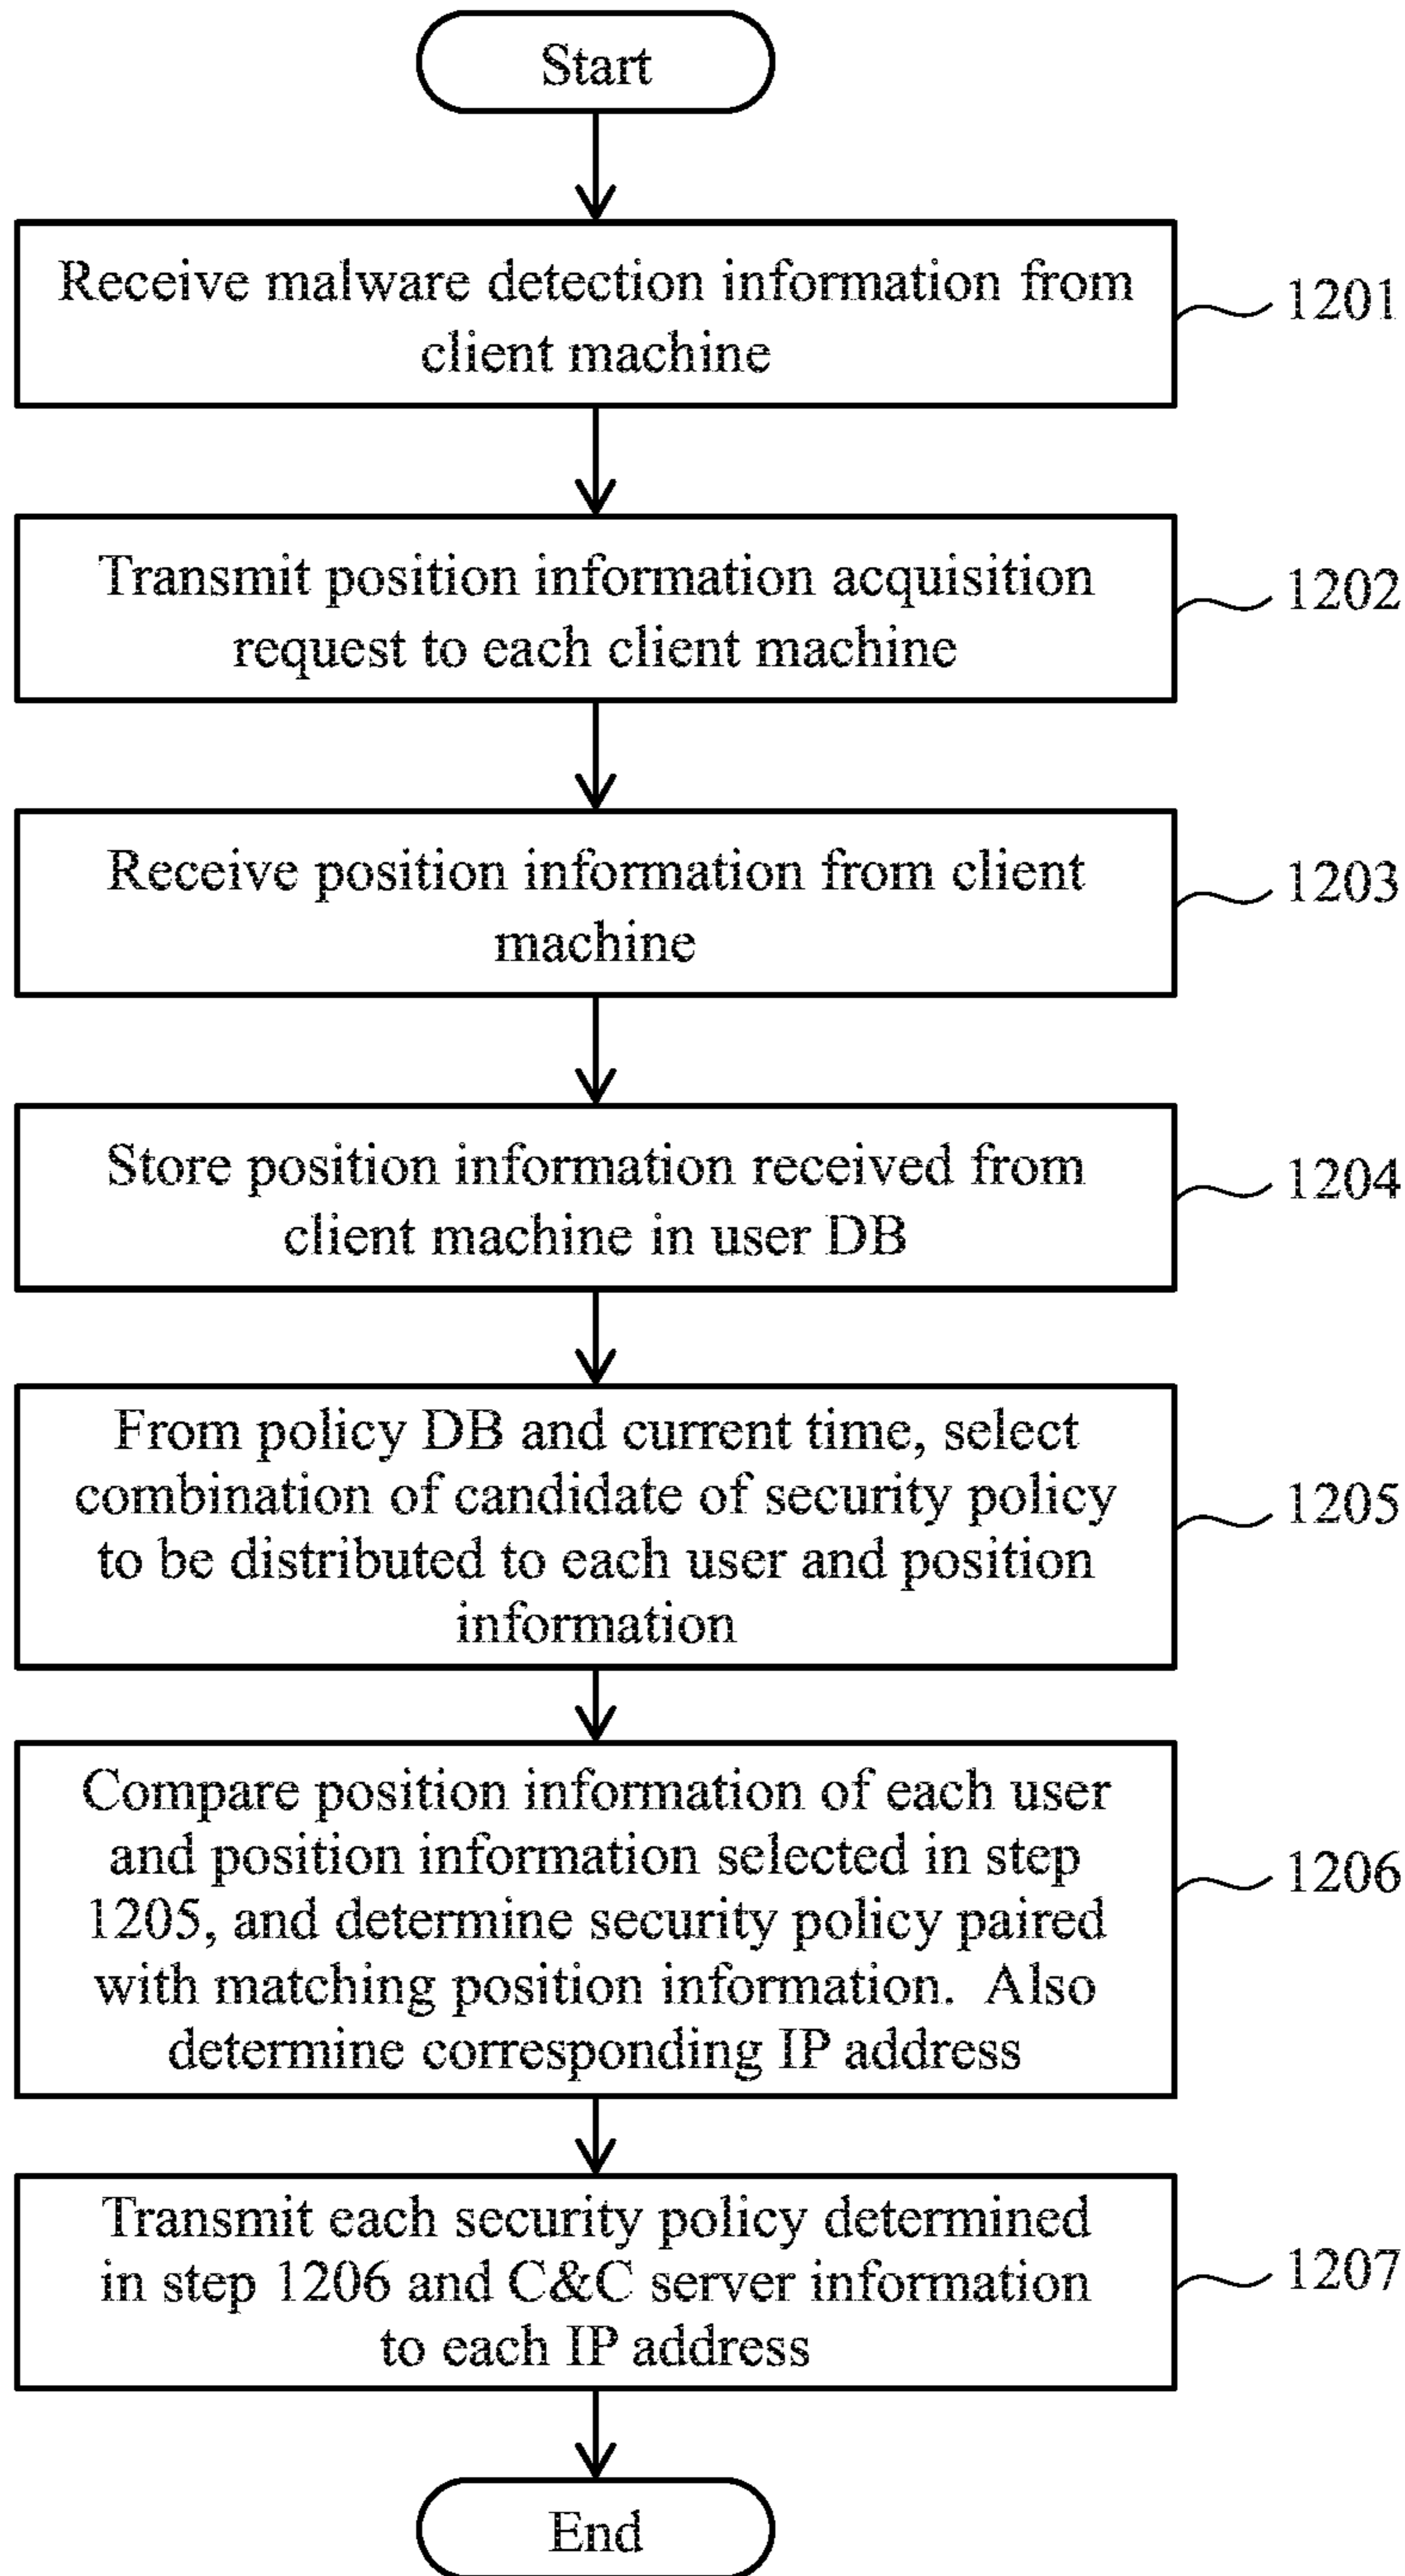 Start
Receive malware detection information from
client machine
1201
Transmit position information acquisition
request to each client machine
1202
Receive position information from client
machine
1203
Store position information received from
client machine in user DB
1204
From policy DB and current time, select
combination of candidate of security policy
to be distributed to each user and position
information
1205
Compare position information of each user
and position information selected in step
1205, and determine security policy paired
with matching position information.  Also
determine corresponding IP address
1206
Transmit each security policy determined
in step 1206 and C&C server information
to each IP address
1207
End